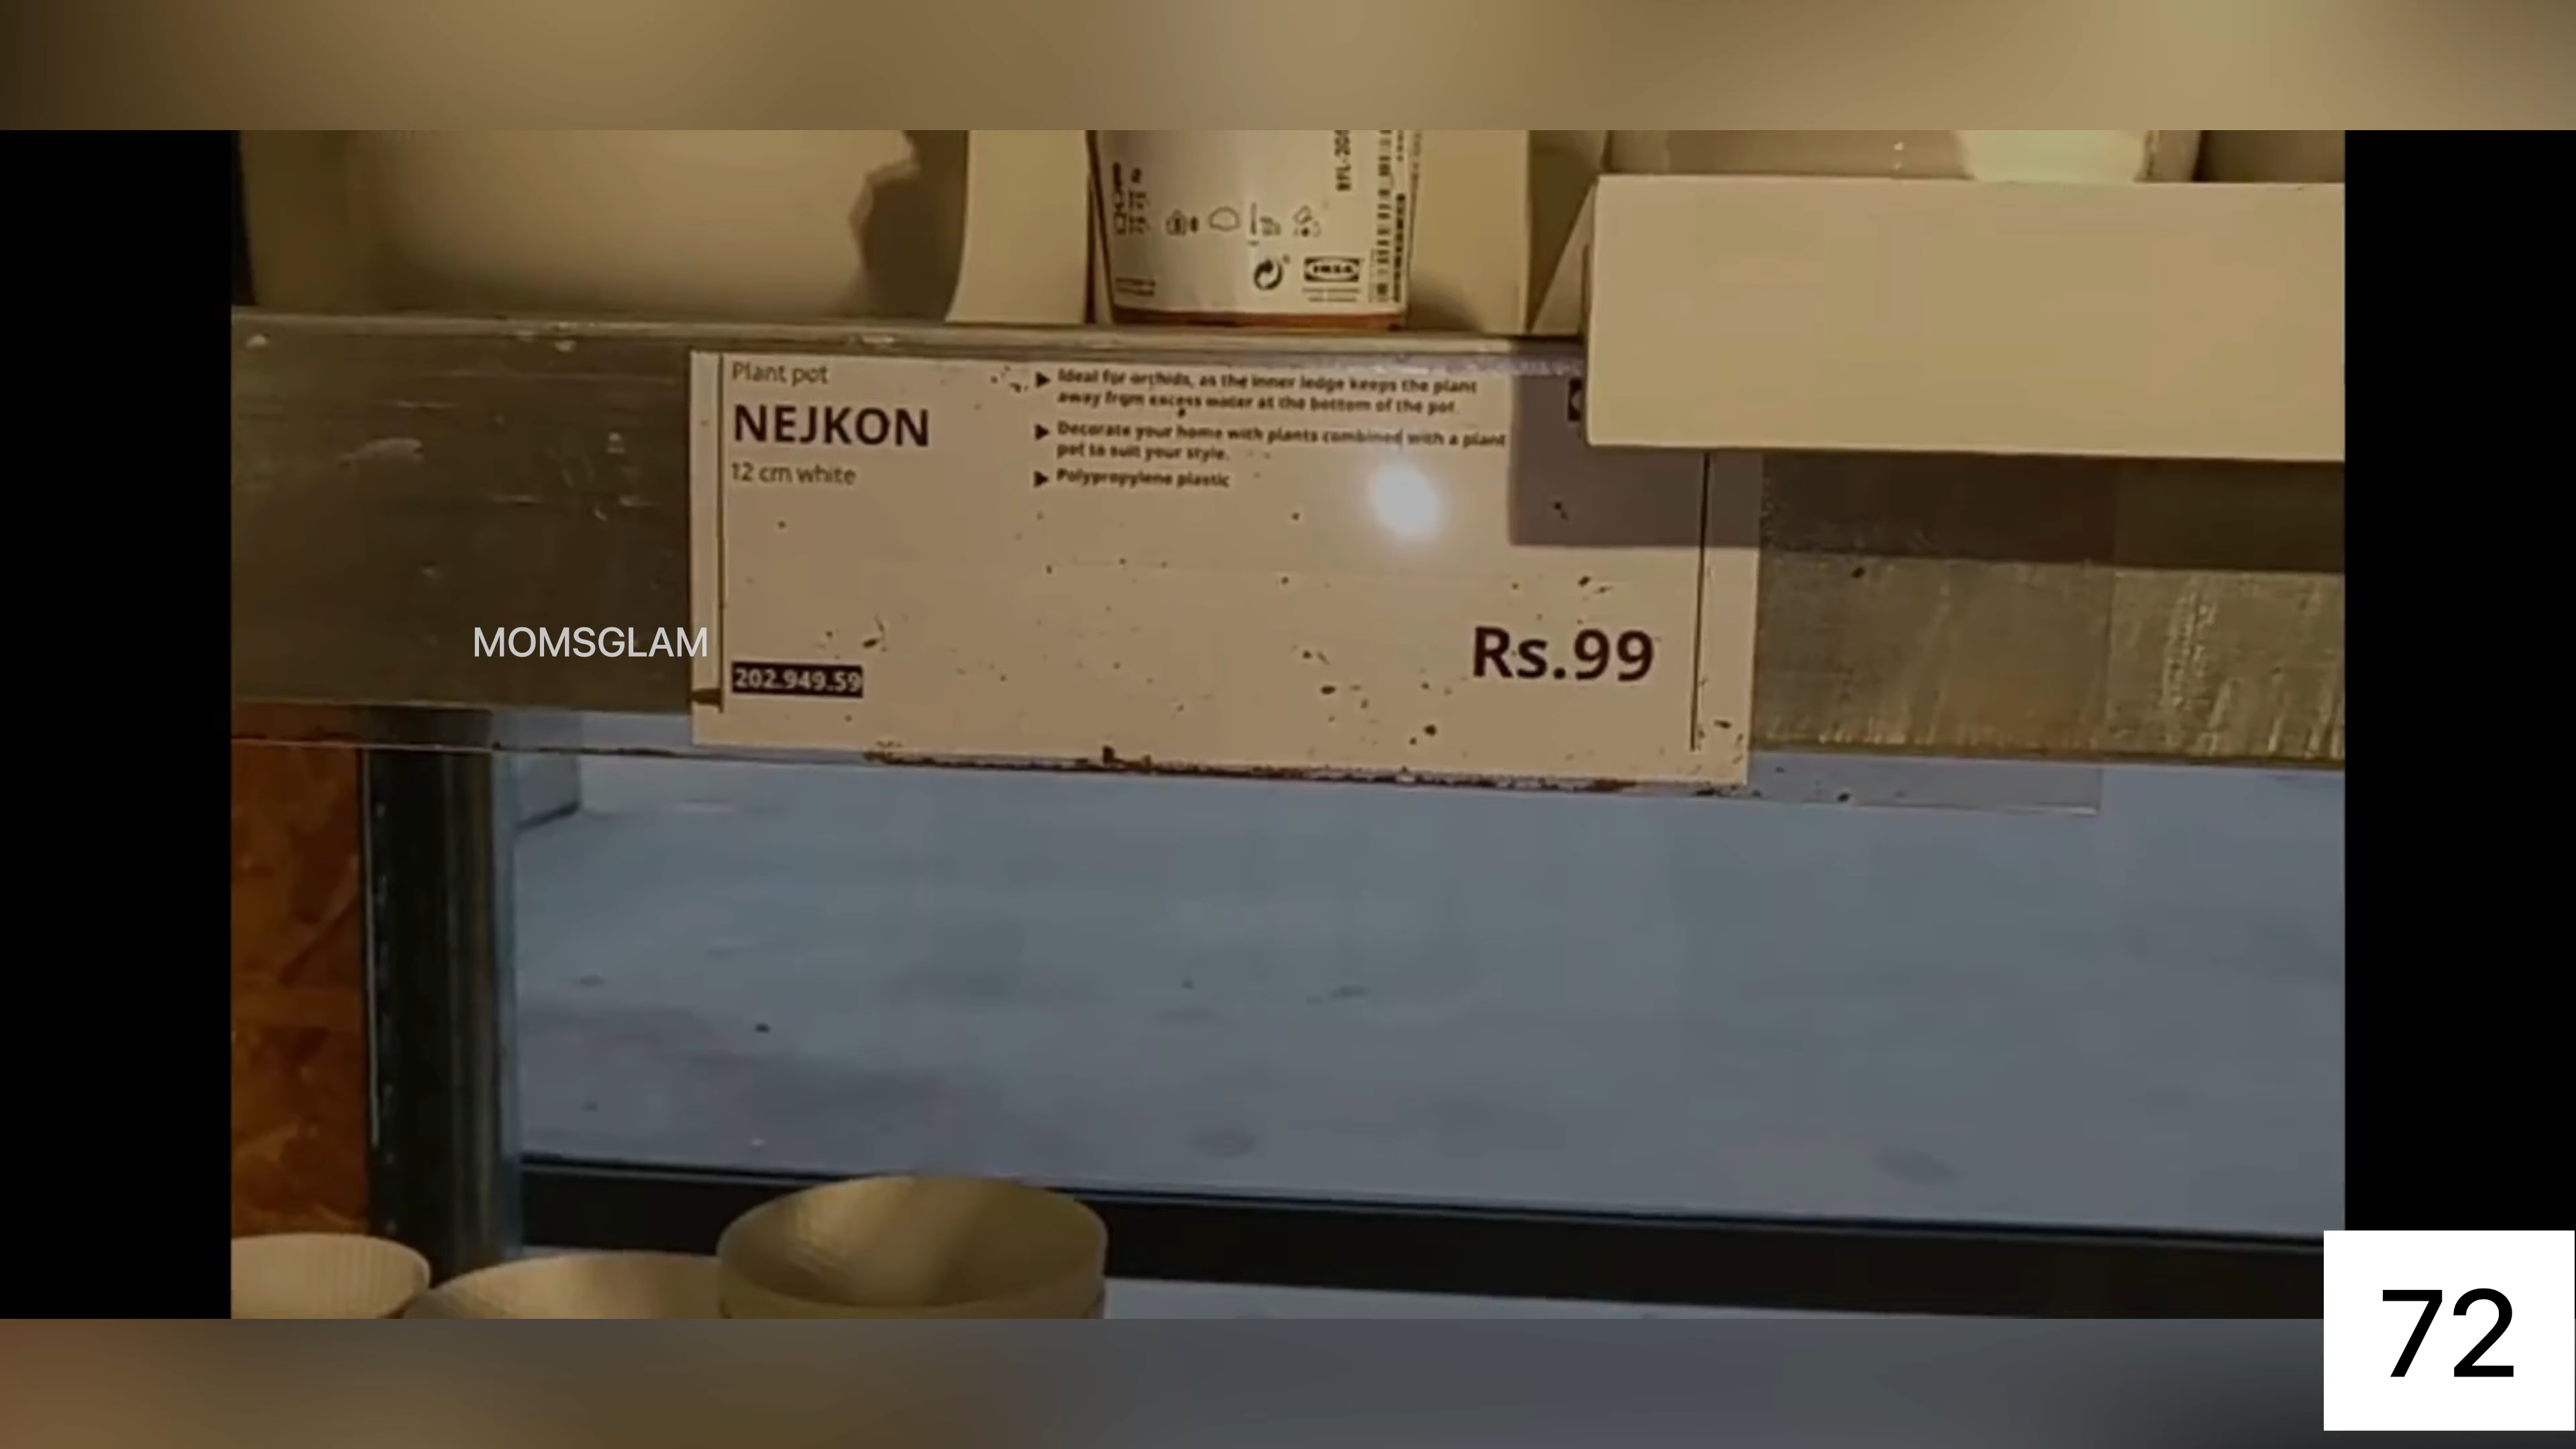 IKEA
Plant pot
NEJKON
12 cm white
Ideal for orchids, as the inner ledge keeps the plant
away from excess water at the bottom of the pot.
Decorate your home with plants combined with a plant
pot to suit your style.
Polypropylene plastic
MOMSGLAM
Rs.99
202.949.59
72